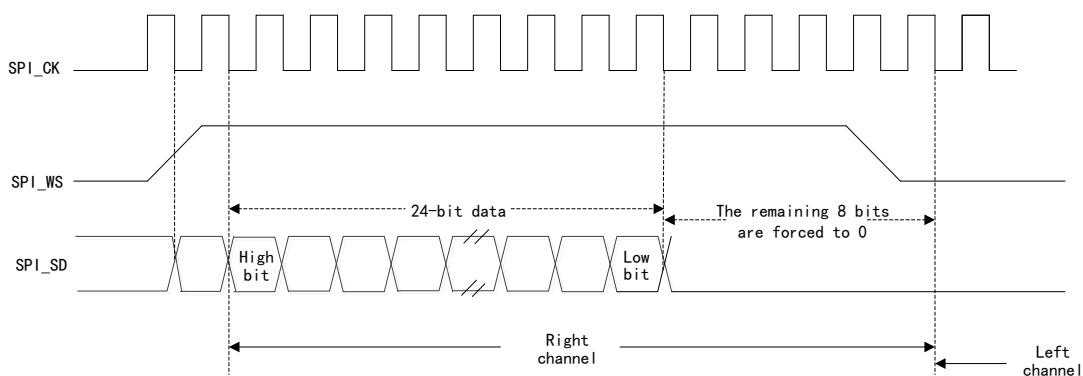 SPI_CK
SPI_WS
24-bit data
The remaining 8 bits
are forced to 0
SPI_SD
High
bit
Low
bit
Right
channel
Left
channel